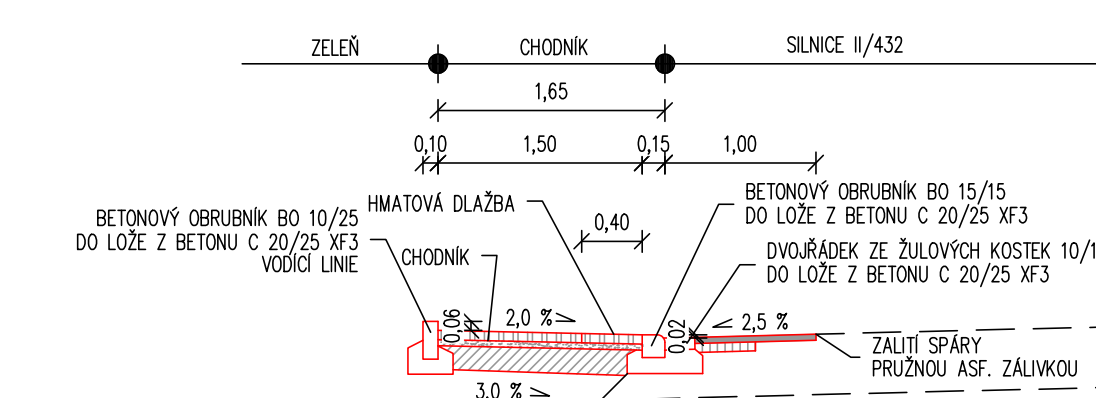 ZELEŇ
CHODNÍK
SILNICE II/432
1,65
0,10
1,50
0,15
1,00
BETONOVÝ OBRUBNÍK BO 10/25
DO LOŽE Z BETONU C 20/25 XF3
VODÍCÍ LINIE
HMATOVÁ DLAŽBA
CHODNÍK
0,40
BETONOVÝ OBRUBNÍK BO 15/15
DO LOŽE Z BETONU C 20/25 XF3
DVOJŘÁDEK ZE ŽULOVÝCH KOSTEK 10/1
DO LOŽE Z BETONU C 20/25 XF3
0,06
2,0 %
0,02
2,5 %
ZALITÍ SPÁRY
PRUŽNOU ASF. ZÁLIVKOU
3,0 %